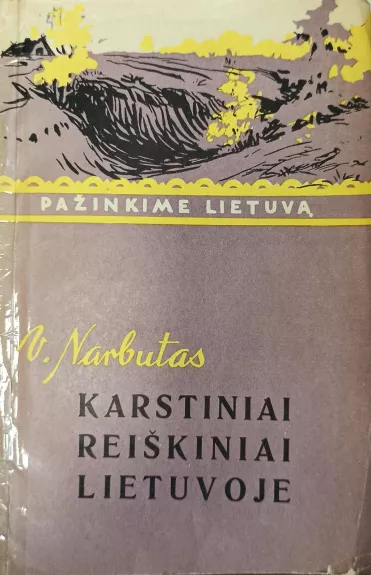 PAŽINKIME LIETUVĄ
V. Narbutas
KARSTINIAI
REIŠKINIAI
LIETUVOJE